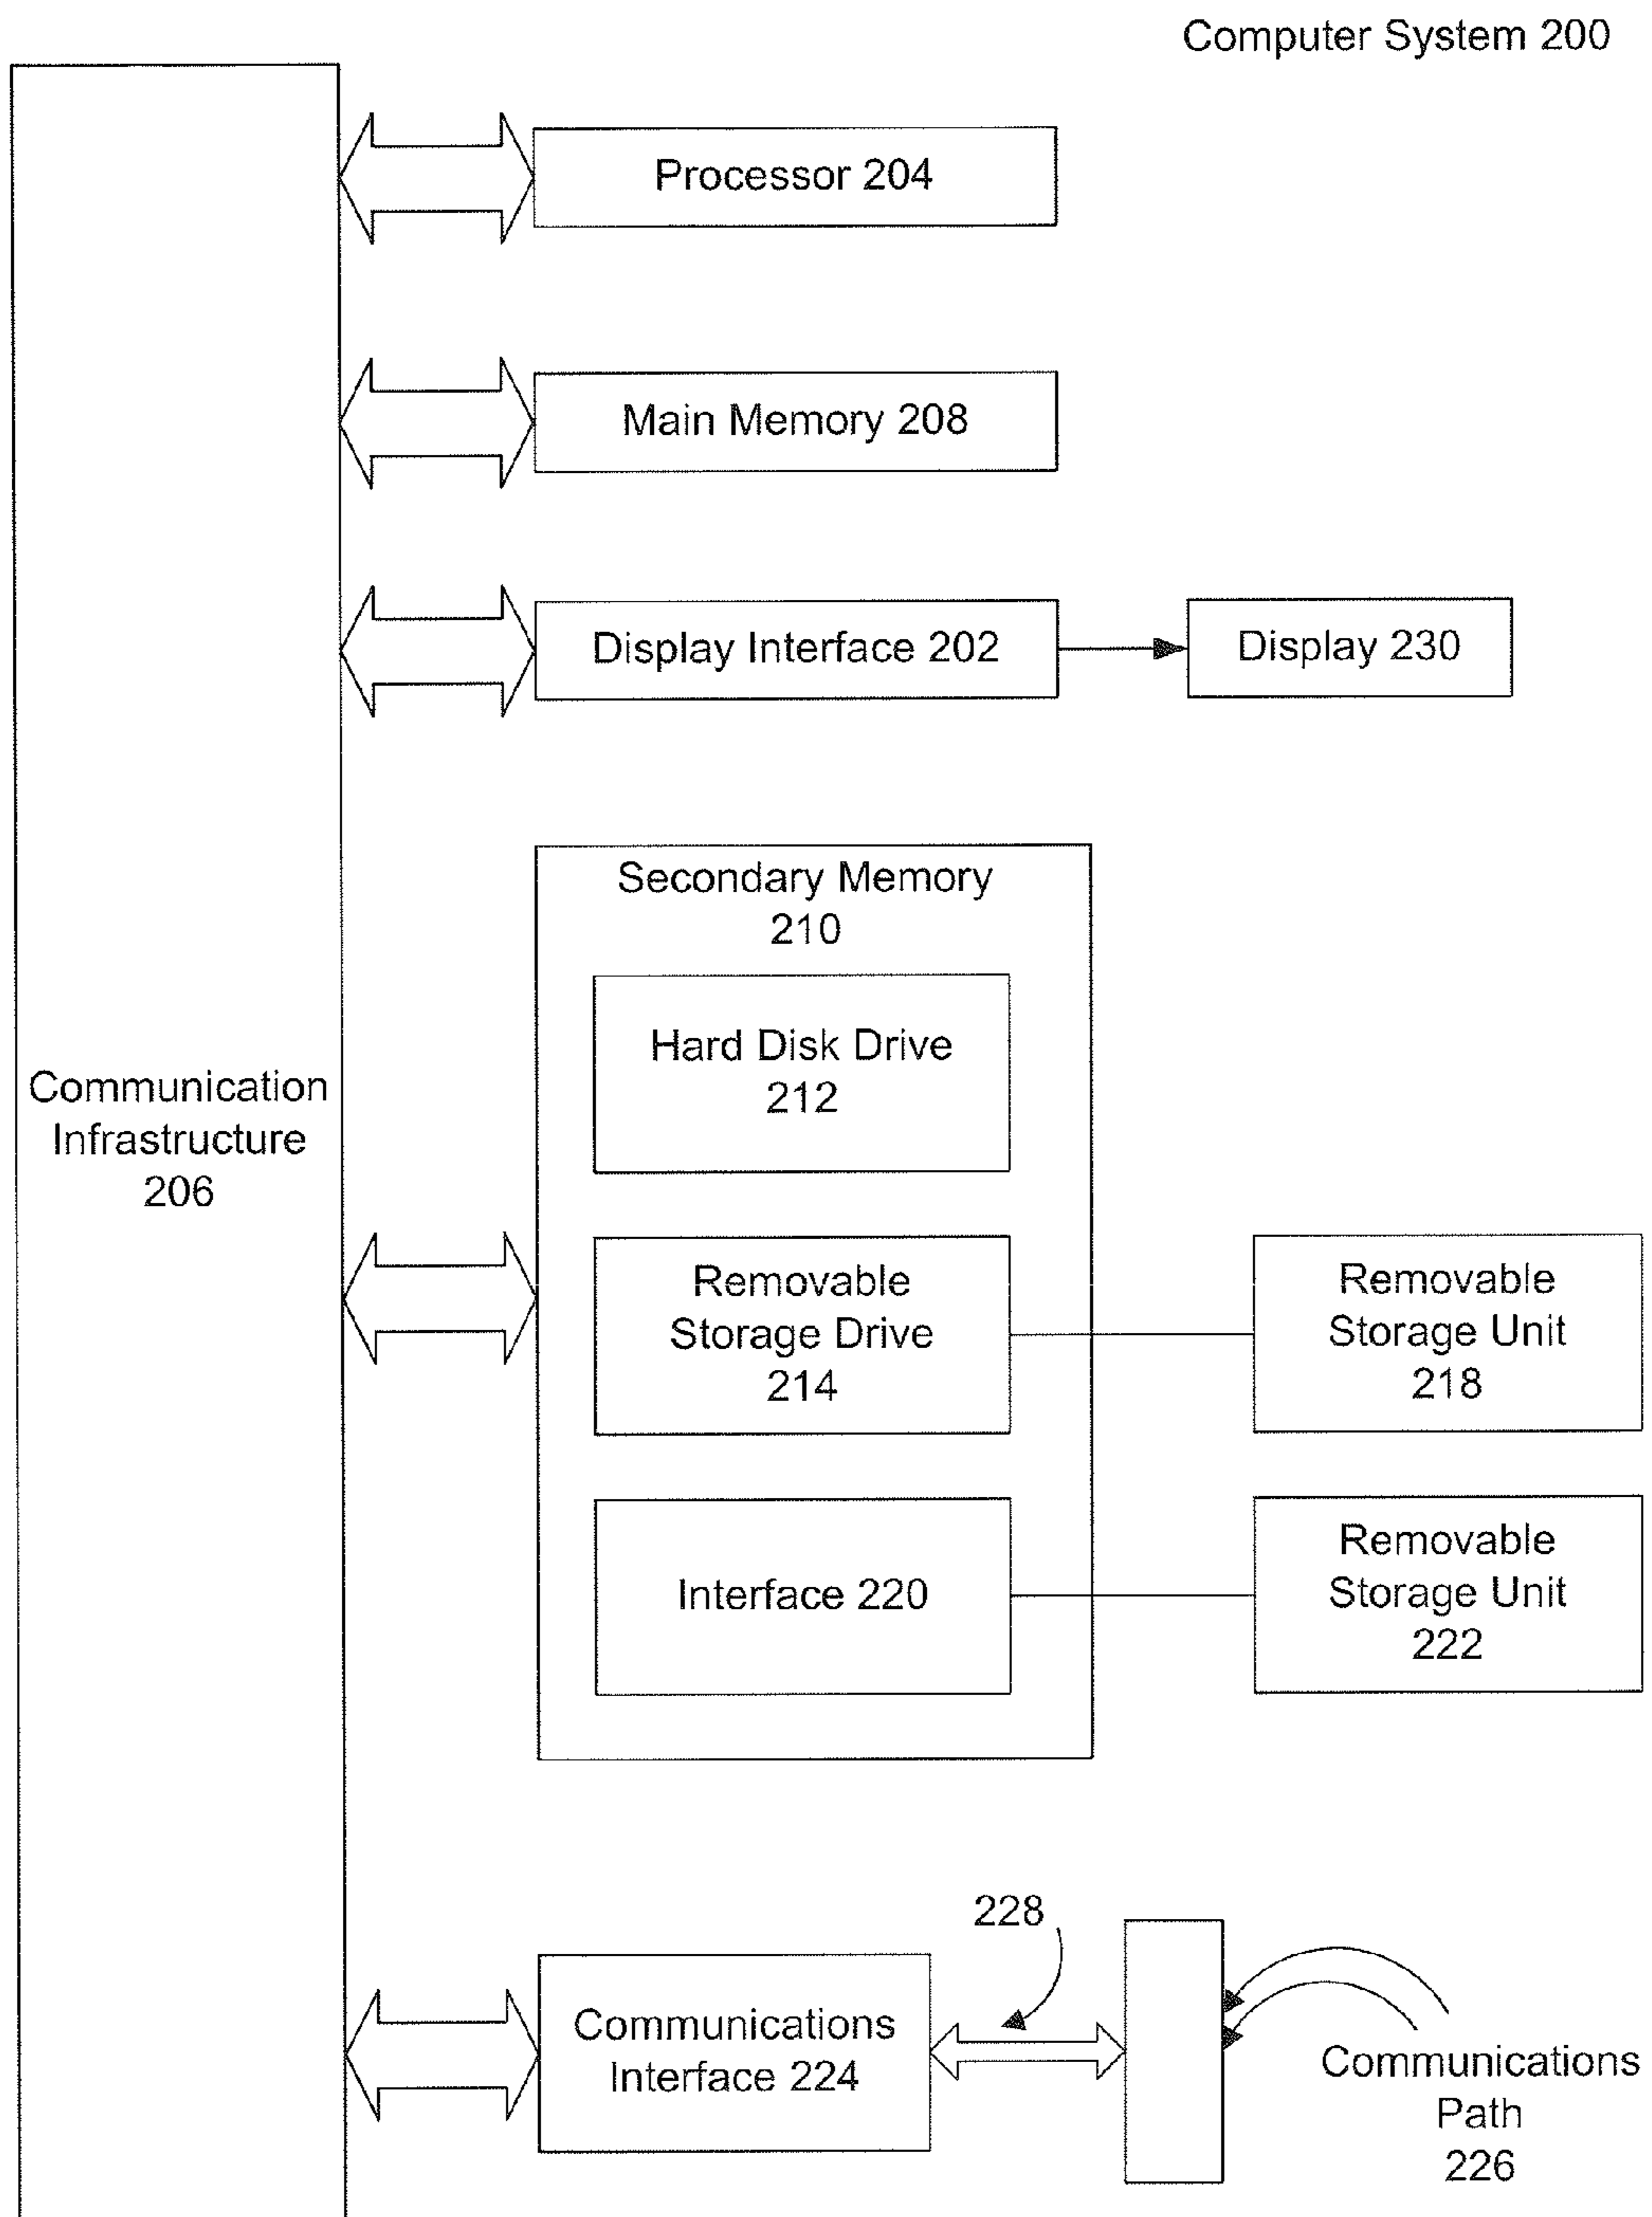 Computer System 200
Processor 204
Main Memory 208
Display Interface 202
Display 230
Secondary Memory
210
Hard Disk Drive
212
Communication
Infrastructure
206
Removable
Storage Drive
214
Removable
Storage Unit
218
Interface 220
Removable
Storage Unit
222
228
Communications
Interface 224
Communications
Path
226